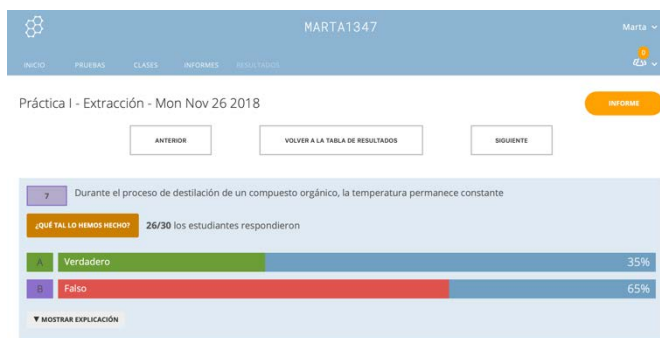 MARTA1347
Marta
INICIO PRUEBAS CLASES INFORMES RESULTADOS
0
Práctica I - Extracción - Mon Nov 26 2018
INFORME
ANTERIOR VOLVER A LA TABLA DE RESULTADOS SIGUIENTE
7 Durante el proceso de destilación de un compuesto orgánico, la temperatura permanece constante
¿QUÉ TAL LO HEMOS HECHO? 26/30 los estudiantes respondieron
A Verdadero 35%
B Falso 65%
▼ MOSTRAR EXPLICACIÓN